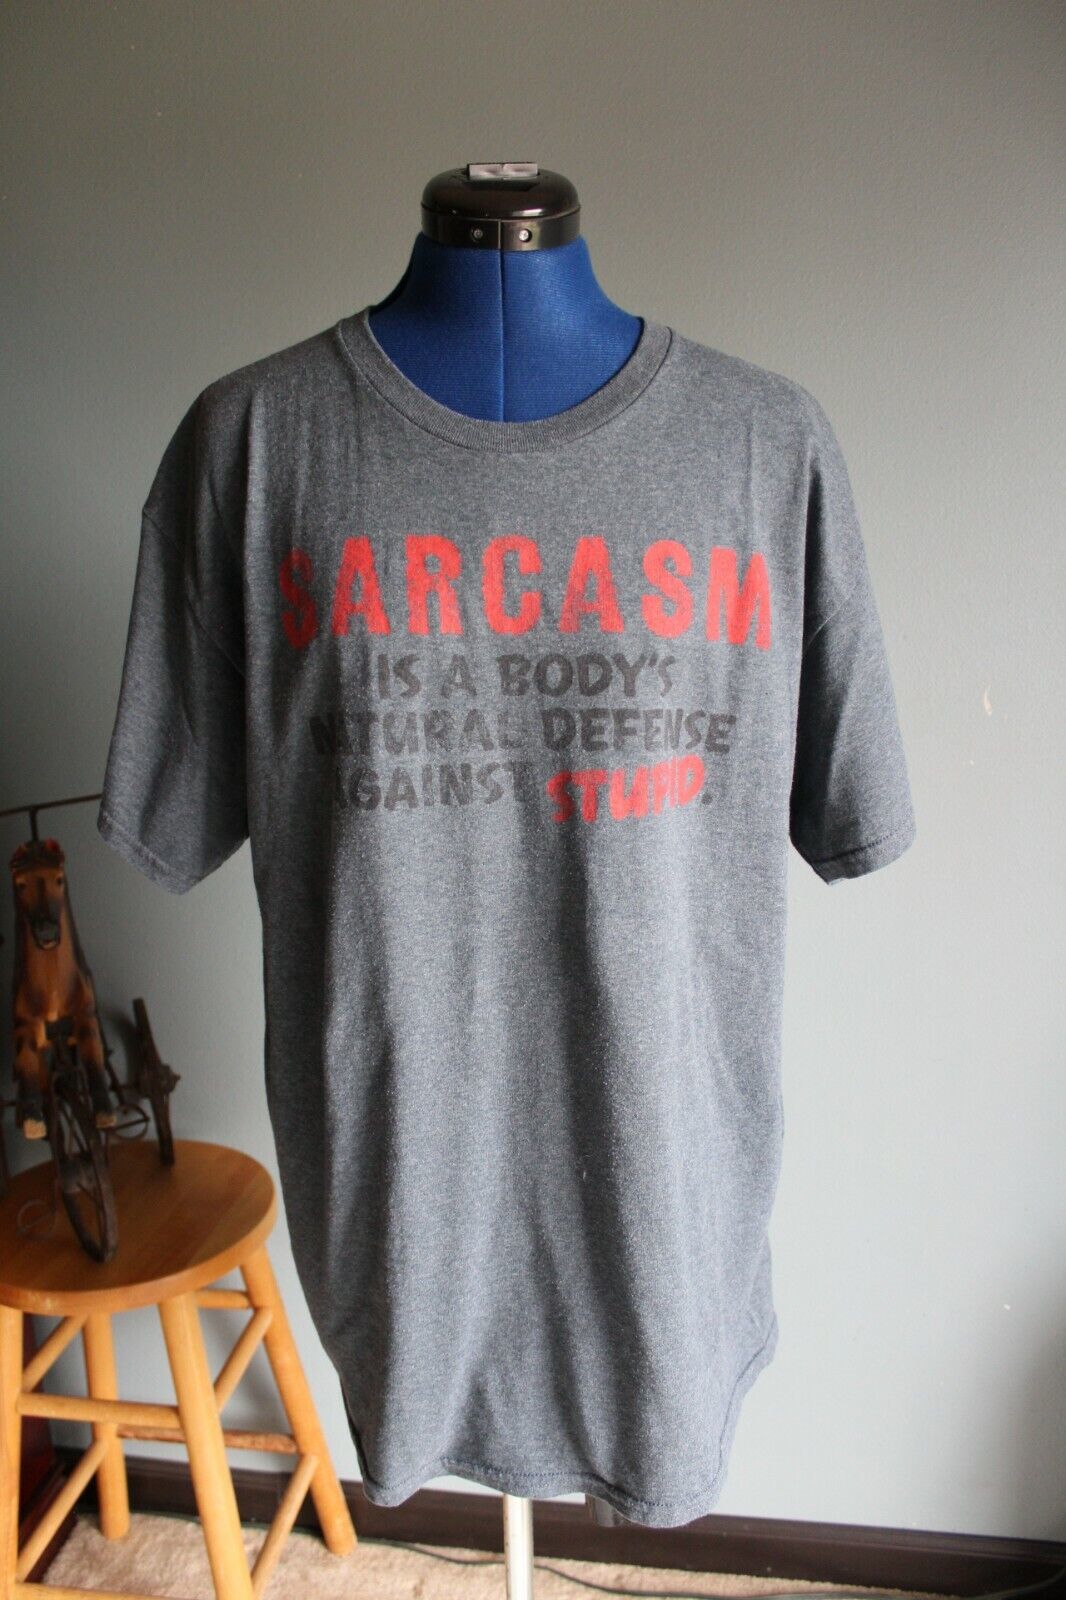 SARCASM
IS A BODY'S
NATURAL DEFENSE
AGAINST STUPID.